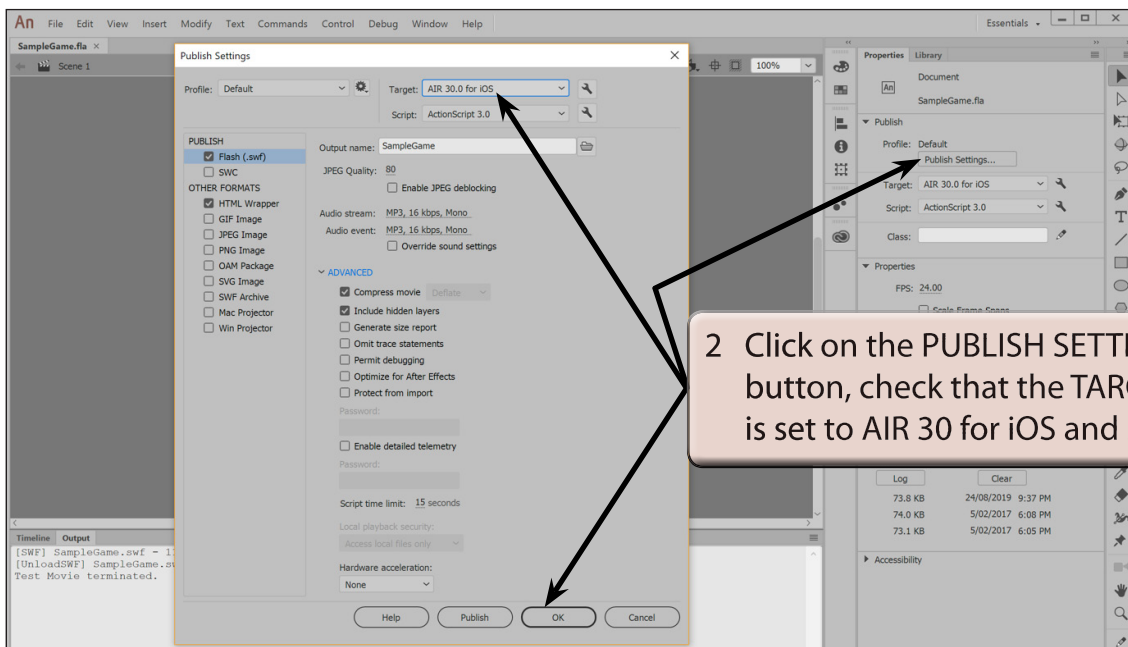 An File Edit View Insert Modify Text Commands Control Debug Window Help Essentials
SampleGame.fla ×
Scene 1
100%
Publish Settings
Profile: Default
Target: AIR 30.0 for iOS
Script: ActionScript 3.0
PUBLISH
Flash (.swf)
SWC
OTHER FORMATS
HTML Wrapper
GIF Image
JPEG Image
PNG Image
OAM Package
SVG Image
SWF Archive
Mac Projector
Win Projector
Output name: SampleGame
JPEG Quality: 80
Enable JPEG deblocking
Audio stream: MP3, 16 kbps, Mono
Audio event: MP3, 16 kbps, Mono
Override sound settings
ADVANCED
Compress movie Deflate
Include hidden layers
Generate size report
Omit trace statements
Permit debugging
Optimize for After Effects
Protect from import
Password:
Enable detailed telemetry
Password:
Script time limit: 15 seconds
Local playback security:
Access local files only
Hardware acceleration:
None
Help Publish OK Cancel
Properties Library
Document
An
SampleGame.fla
Publish
Profile: Default
Publish Settings...
Target: AIR 30.0 for iOS
Script: ActionScript 3.0
Class:
Properties
FPS: 24.00
Scale Frame Spans
2 Click on the PUBLISH
button, check that the
is set to AIR 30 for iOS and
Log Clear
73.8 KB 24/08/2019 9:37 PM
74.0 KB 5/02/2017 6:08 PM
73.1 KB 5/02/2017 6:05 PM
Accessibility
Timeline Output
[SWF] SampleGame.swf -
[UnloadSWF]
Test Movie terminated.